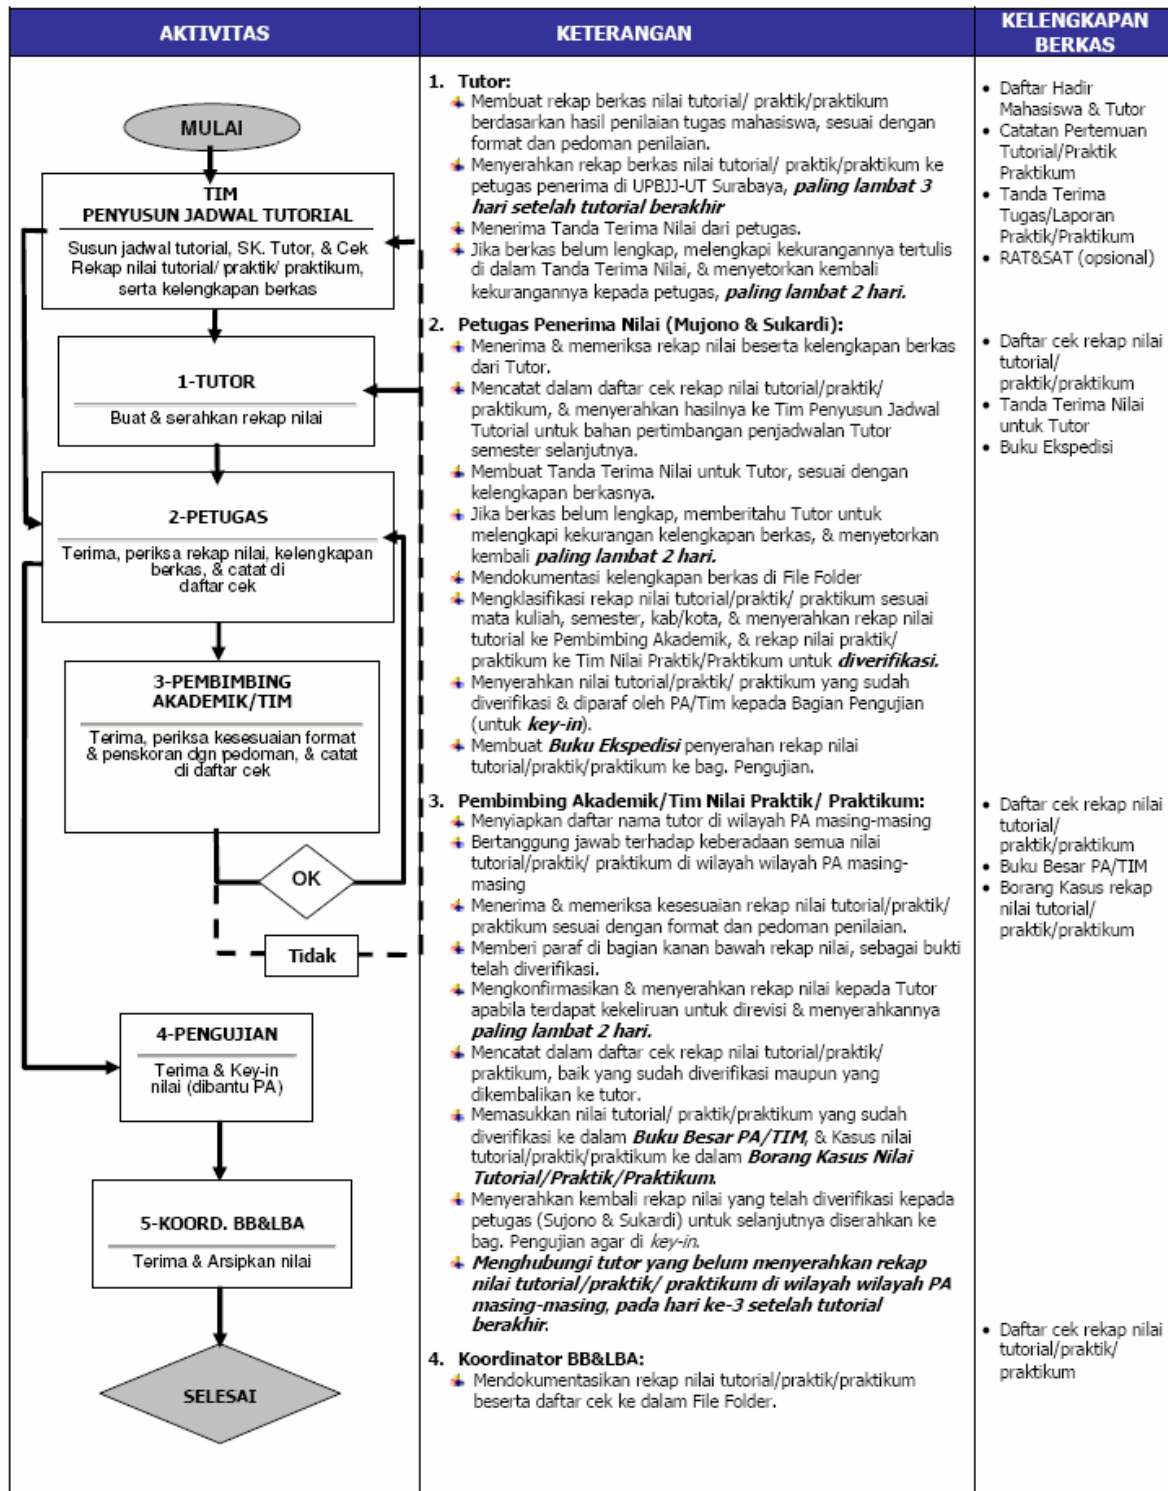 AKTIVITAS
KETERANGAN
KELENGKAPAN
BERKAS
MULAI
TIM
PENYUSUN JADWAL TUTORIAL
Susun jadwal tutorial, SK. Tutor, & Cek
Rekap nilai tutorial/ praktik/ praktikum,
serta kelengkapan berkas
1-TUTOR
Buat & serahkan rekap nilai
2-PETUGAS
Terima, periksa rekap nilai, kelengkapan
berkas, & catat di
daftar cek
3-PEMBIMBING
AKADEMIK/TIM
Terima, periksa kesesuaian format
& penskoran dgn pedoman, & catat
di daftar cek
OK
Tidak
4-PENGUJIAN
Terima & Key-in
nilai (dibantu PA)
5-KOORD. BB&LBA
Terima & Arsipkan nilai
SELESAI
1. Tutor:
Membuat rekap berkas nilai tutorial/ praktik/praktikum
berdasarkan hasil penilaian tugas mahasiswa, sesuai dengan
format dan pedoman penilaian.
Menyerahkan rekap berkas nilai tutorial/ praktik/praktikum ke
petugas penerima di UPBJJ-UT Surabaya, paling lambat 3
hari setelah tutorial berakhir
Menerima Tanda Terima Nilai dari petugas.
Jika berkas belum lengkap, melengkapi kekurangannya tertulis
di dalam Tanda Terima Nilai, & menyetorkan kembali
kekurangannya kepada petugas, paling lambat 2 hari.
2. Petugas Penerima Nilai (Mujono & Sukardi):
Menerima & memeriksa rekap nilai beserta kelengkapan berkas
dari Tutor.
Mencatat dalam daftar cek rekap nilai tutorial/praktik/
praktikum, & menyerahkan hasilnya ke Tim Penyusun Jadwal
Tutorial untuk bahan pertimbangan penjadwalan Tutor
semester selanjutnya.
Membuat Tanda Terima Nilai untuk Tutor, sesuai dengan
kelengkapan berkasnya.
Jika berkas belum lengkap, memberitahu Tutor untuk
melengkapi kekurangan kelengkapan berkas, & menyetorkan
kembali paling lambat 2 hari.
Mendokumentasi kelengkapan berkas di File Folder
Mengklasifikasi rekap nilai tutorial/praktik/ praktikum sesuai
mata kuliah, semester, kab/kota, & menyerahkan rekap nilai
tutorial ke Pembimbing Akademik, & rekap nilai praktik/
praktikum ke Tim Nilai Praktik/Praktikum untuk diverifikasi.
Menyerahkan nilai tutorial/praktik/ praktikum yang sudah
diverifikasi & diparaf oleh PA/Tim kepada Bagian Pengujian
(untuk key-in).
Membuat Buku Ekspedisi penyerahan rekap nilai
tutorial/praktik/praktikum ke bag. Pengujian.
3. Pembimbing Akademik/Tim Nilai Praktik/ Praktikum:
Menyiapkan daftar nama tutor di wilayah PA masing-masing
Bertanggung jawab terhadap keberadaan semua nilai
tutorial/praktik/ praktikum di wilayah wilayah PA masing-
masing
Menerima & memeriksa kesesuaian rekap nilai tutorial/praktik/
praktikum sesuai dengan format dan pedoman penilaian.
Memberi paraf di bagian kanan bawah rekap nilai, sebagai bukti
telah diverifikasi.
Mengkonfirmasikan & menyerahkan rekap nilai kepada Tutor
apabila terdapat kekeliruan untuk direvisi & menyerahkannya
paling lambat 2 hari.
Mencatat dalam daftar cek rekap nilai tutorial/praktik/
praktikum, baik yang sudah diverifikasi maupun yang
dikembalikan ke tutor.
Memasukkan nilai tutorial/ praktik/praktikum yang sudah
diverifikasi ke dalam Buku Besar PA/TIM, & Kasus nilai
tutorial/praktik/praktikum ke dalam Borang Kasus Nilai
Tutorial/Praktik/Praktikum.
Menyerahkan kembali rekap nilai yang telah diverifikasi kepada
petugas (Sujono & Sukardi) untuk selanjutnya diserahkan ke
bag. Pengujian agar di key-in.
Menghubungi tutor yang belum menyerahkan rekap
nilai tutorial/praktik/ praktikum di wilayah wilayah PA
masing-masing, pada hari ke-3 setelah tutorial
berakhir.
4. Koordinator BB&LBA:
Mendokumentasikan rekap nilai tutorial/praktik/praktikum
beserta daftar cek ke dalam File Folder.
• Daftar Hadir
Mahasiswa & Tutor
• Catatan Pertemuan
Tutorial/Praktik
Praktikum
• Tanda Terima
Tugas/Laporan
Praktik/Praktikum
• RAT&SAT (opsional)
• Daftar cek rekap nilai
tutorial/
praktik/praktikum
• Tanda Terima Nilai
untuk Tutor
• Buku Ekspedisi
• Daftar cek rekap nilai
tutorial/
praktik/praktikum
• Buku Besar PA/TIM
• Borang Kasus rekap
nilai tutorial/
praktik/praktikum
• Daftar cek rekap nilai
tutorial/praktik/
praktikum